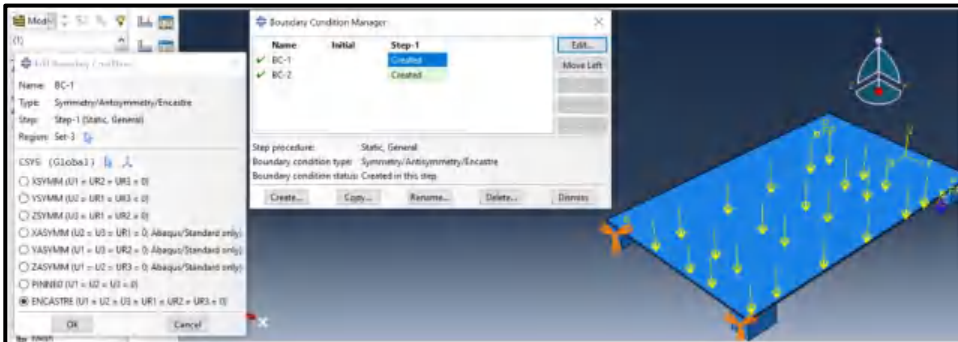 Model
(1)
Edit Boundary Condition
Name: BC-1
Type: Symmetry/Antisymmetry/Encastre
Step: Step-1 (Static, General)
Region: Set-3
CSYS: (Global)
XSYMM (U1 = UR2 = UR3 = 0)
YSYMM (U2 = UR1 = UR3 = 0)
ZSYMM (U3 = UR1 = UR2 = 0)
XASYMM (U2 = U3 = UR1 = 0; Abaqus/Standard only)
YASYMM (U1 = U3 = UR2 = 0; Abaqus/Standard only)
ZASYMM (U1 = U2 = UR3 = 0; Abaqus/Standard only)
PINNED (U1 = U2 = U3 = 0)
ENCASTRE (U1 = U2 = U3 = UR1 = UR2 = UR3 = 0)
OK Cancel
Boundary Condition Manager
Name Initial Step-1
BC-1 Created
BC-2 Created
Edit...
Move Left
Step procedure: Static, General
Boundary condition type: Symmetry/Antisymmetry/Encastre
Boundary condition status: Created in this step
Create... Copy... Rename... Delete... Dismiss